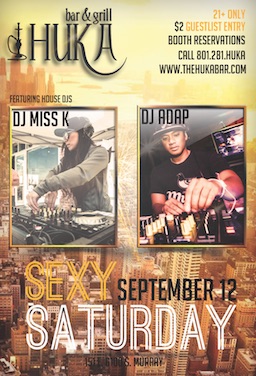 bar & grill
HUKA
21+ ONLY
$2 GUESTLIST ENTRY
BOOTH RESERVATIONS
CALL 801.281.HUKA
WWW.THEHUKABAR.COM
FEATURING HOUSE DJS
DJ MISS K
DJ ADAP
SEXY
SEPTEMBER 12
SATURDAY
MURRAY